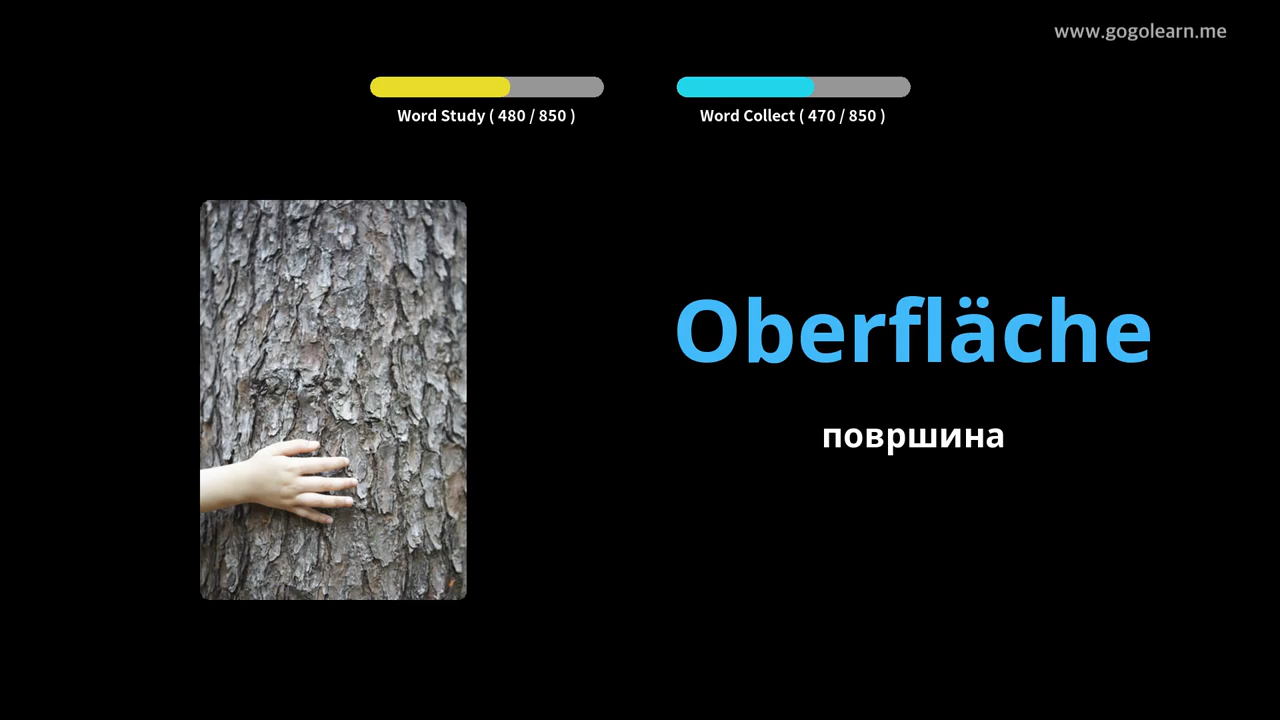 www.gogolearn.me
Word Study ( 480 / 850 )
Word Collect ( 470 / 850 )
Oberfläche
површина